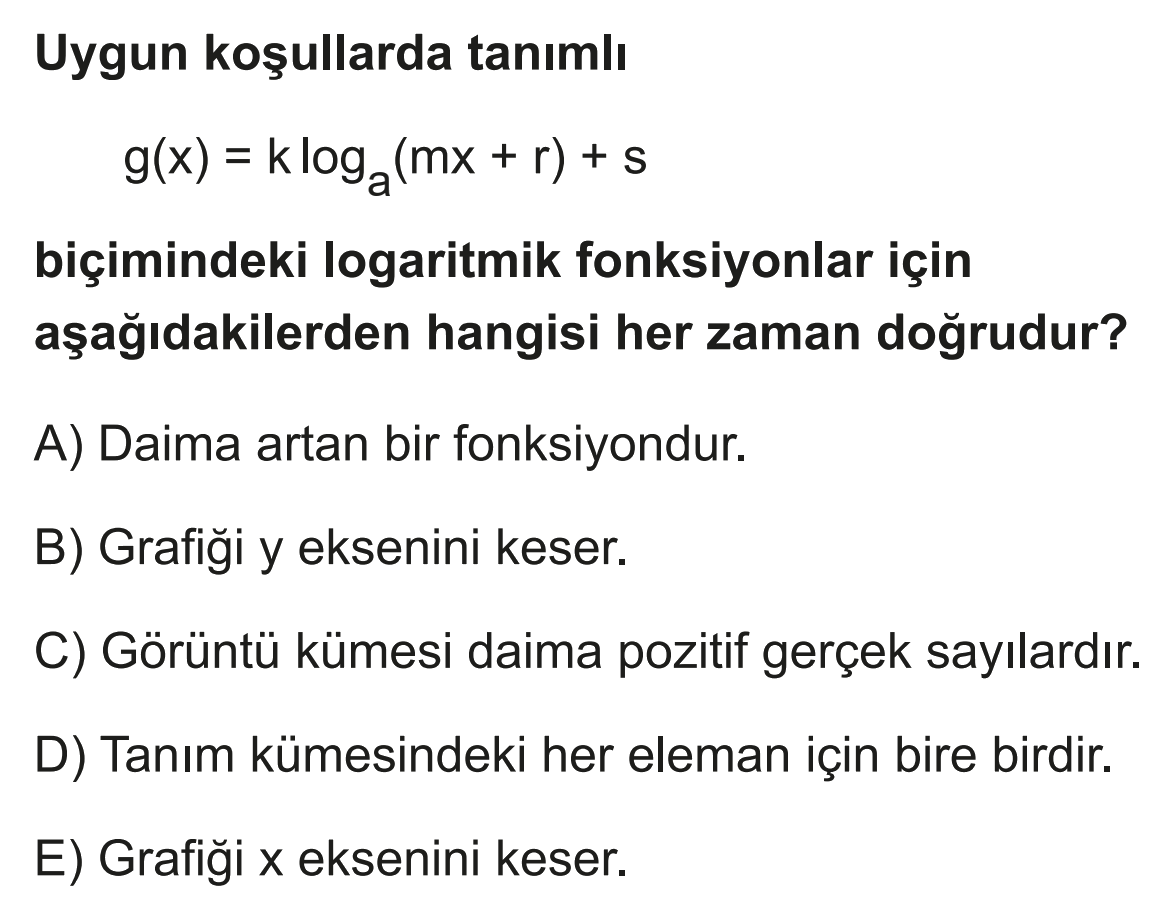 Uygun koşullarda tanımlı
g(x) = k logₐ(mx + r) + s
biçimindeki logaritmik fonksiyonlar için
aşağıdakilerden hangisi her zaman doğrudur?
A) Daima artan bir fonksiyondur.
B) Grafiği y eksenini keser.
C) Görüntü kümesi daima pozitif gerçek sayılardır.
D) Tanım kümesindeki her eleman için bire birdir.
E) Grafiği x eksenini keser.